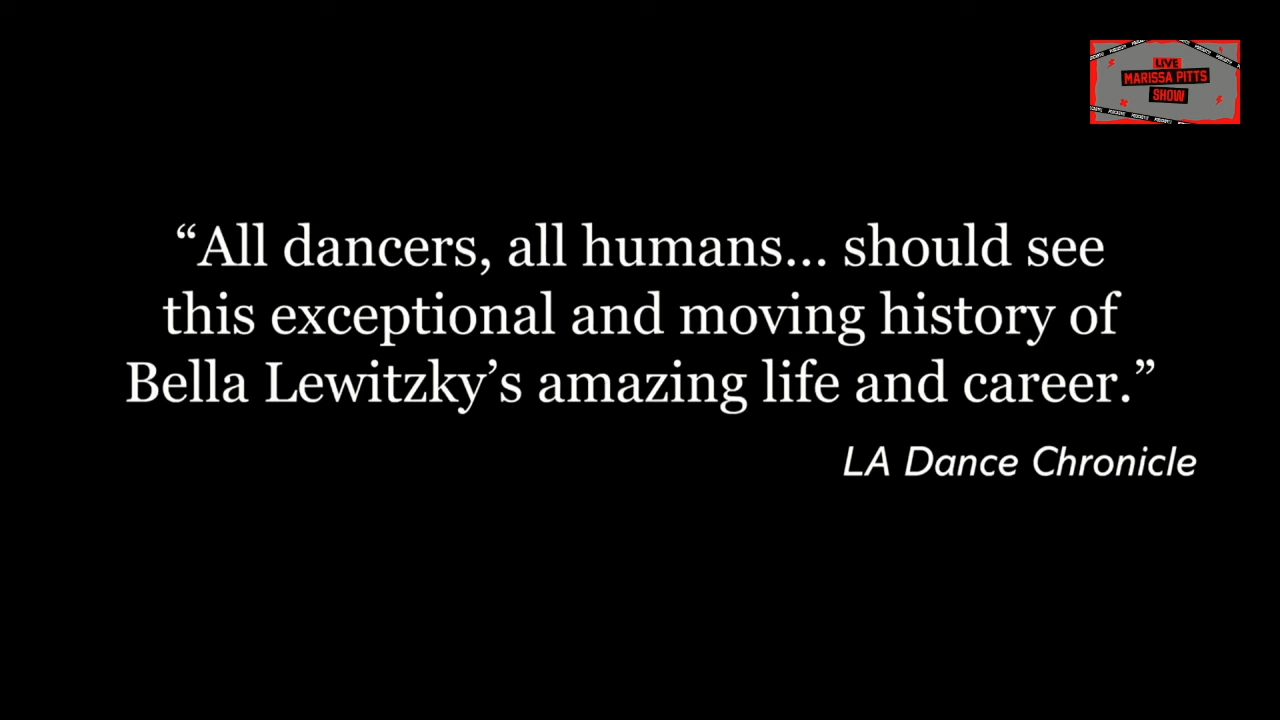 LIVE
MARISSA PITTS
SHOW
“All dancers, all humans... should see
this exceptional and moving history of
Bella Lewitzky’s amazing life and career.”
LA Dance Chronicle